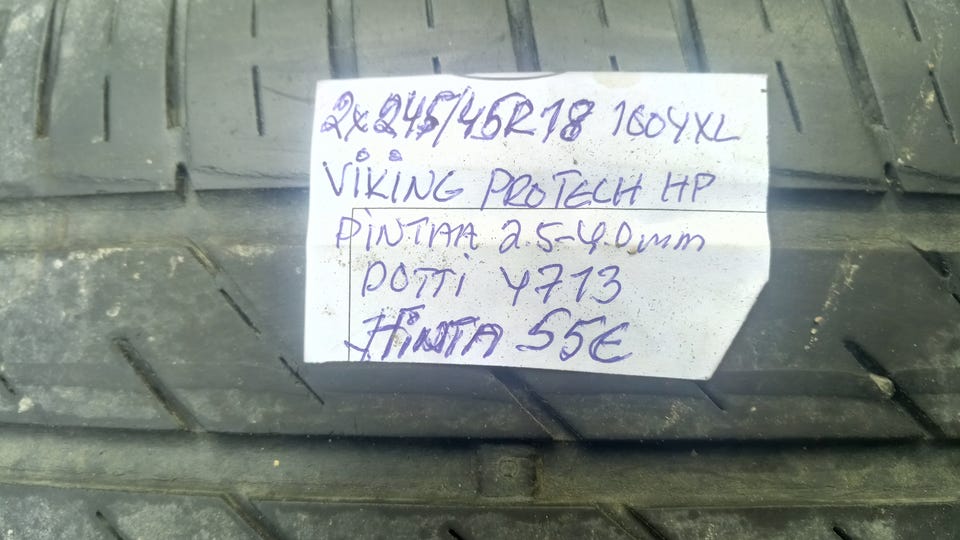 2x245/45R18 100YXL
VIKING PROTECH HP
PINTAA 2.5-4.0mm
DOTTI 4713
HINTA 55€